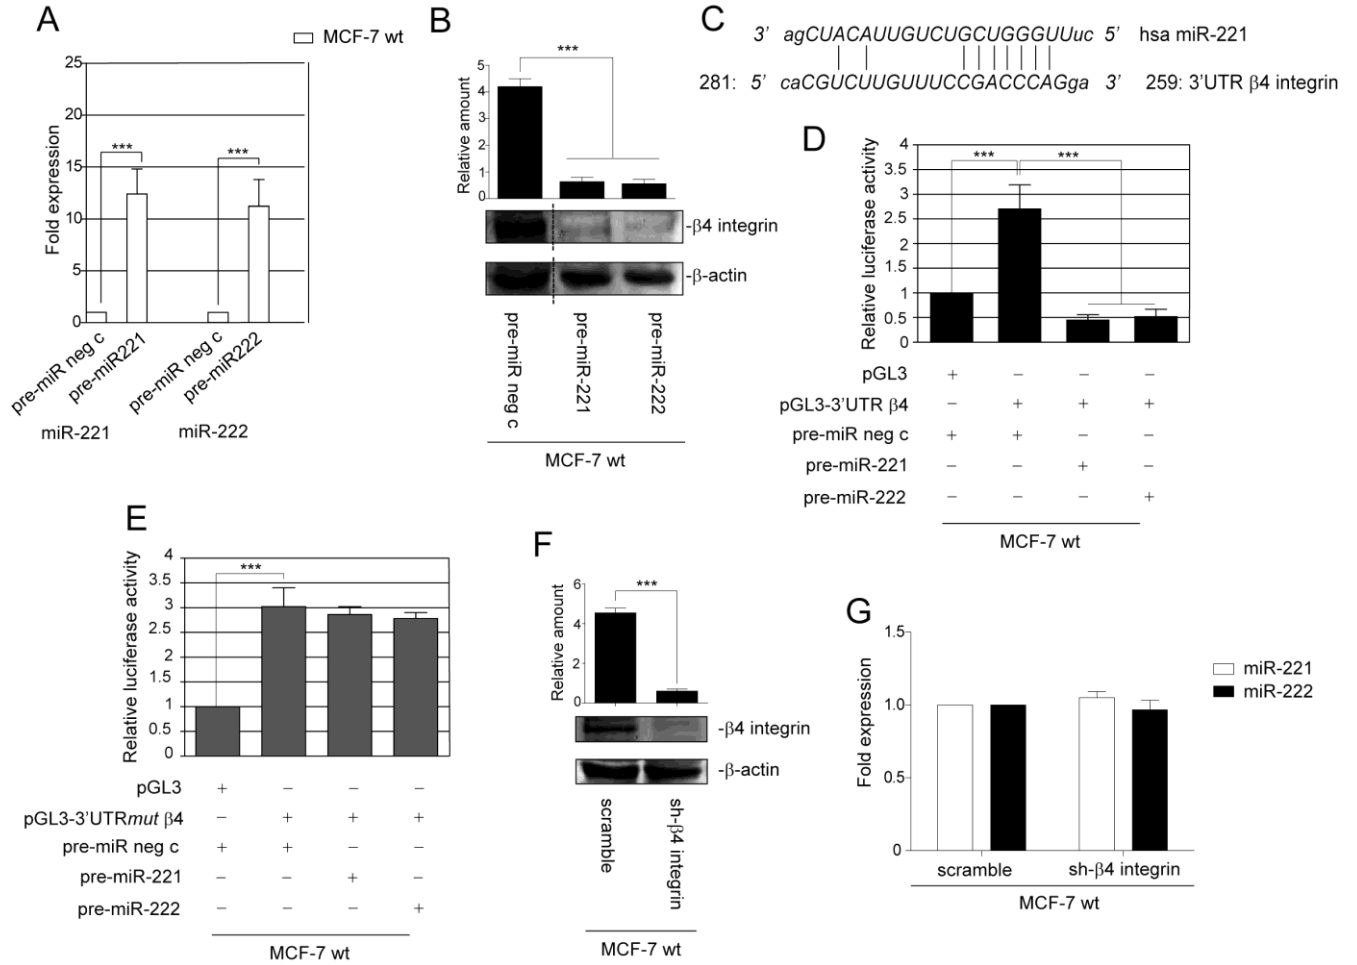 A
MCF-7 wt
25
20
15
10
5
0
Fold expression
***
***
pre-miR neg c
pre-miR221
pre-miR neg c
pre-miR222
miR-221
miR-222
B
***
5
4
3
2
1
0
Relative amount
-β4 integrin
-β-actin
pre-miR neg c
pre-miR-221
pre-miR-222
MCF-7 wt
C
3' agCUACAUUGUCUGCUGGGUUuc 5' hsa miR-221
281: 5' caCGUCUUGUUUCCGACCCAGga 3' 259: 3'UTR β4 integrin
D
4
3.5
3
2.5
2
1.5
1
0.5
0
Relative luciferase activity
***
***
pGL3 + – – –
pGL3-3'UTR β4 – + + +
pre-miR neg c + + – –
pre-miR-221 – – + –
pre-miR-222 – – – +
MCF-7 wt
E
4
3.5
3
2.5
2
1.5
1
0.5
0
Relative luciferase activity
***
pGL3 + – – –
pGL3-3'UTRmut β4 – + + +
pre-miR neg c + + – –
pre-miR-221 – – + –
pre-miR-222 – – – +
MCF-7 wt
F
6
4
2
0
Relative amount
***
-β4 integrin
-β-actin
scramble
sh-β4 integrin
MCF-7 wt
G
1.5
1.0
0.5
0
Fold expression
miR-221
miR-222
scramble
sh-β4 integrin
MCF-7 wt